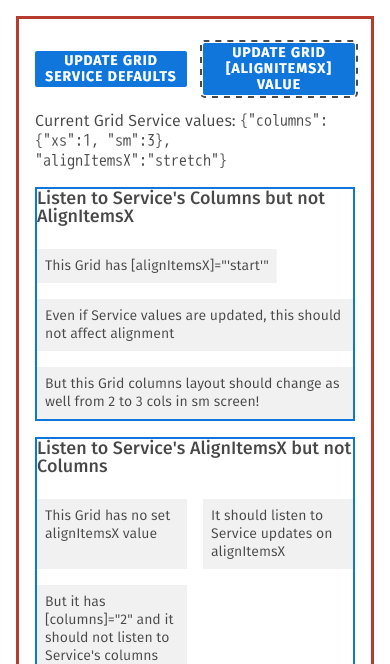 UPDATE GRID
SERVICE DEFAULTS
UPDATE GRID
[ALIGNITEMSX]
VALUE
Current Grid Service values: {"columns":
{"xs":1, "sm":3},
"alignItemsX":"stretch"}
Listen to Service's Columns but not
AlignItemsX
This Grid has [alignItemsX]="'start'"
Even if Service values are updated, this should
not affect alignment
But this Grid columns layout should change as
well from 2 to 3 cols in sm screen!
Listen to Service's AlignItemsX but not
Columns
This Grid has no set
alignItemsX value
It should listen to
Service updates on
alignItemsX
But it has
[columns]="2" and it
should not listen to
Service's columns